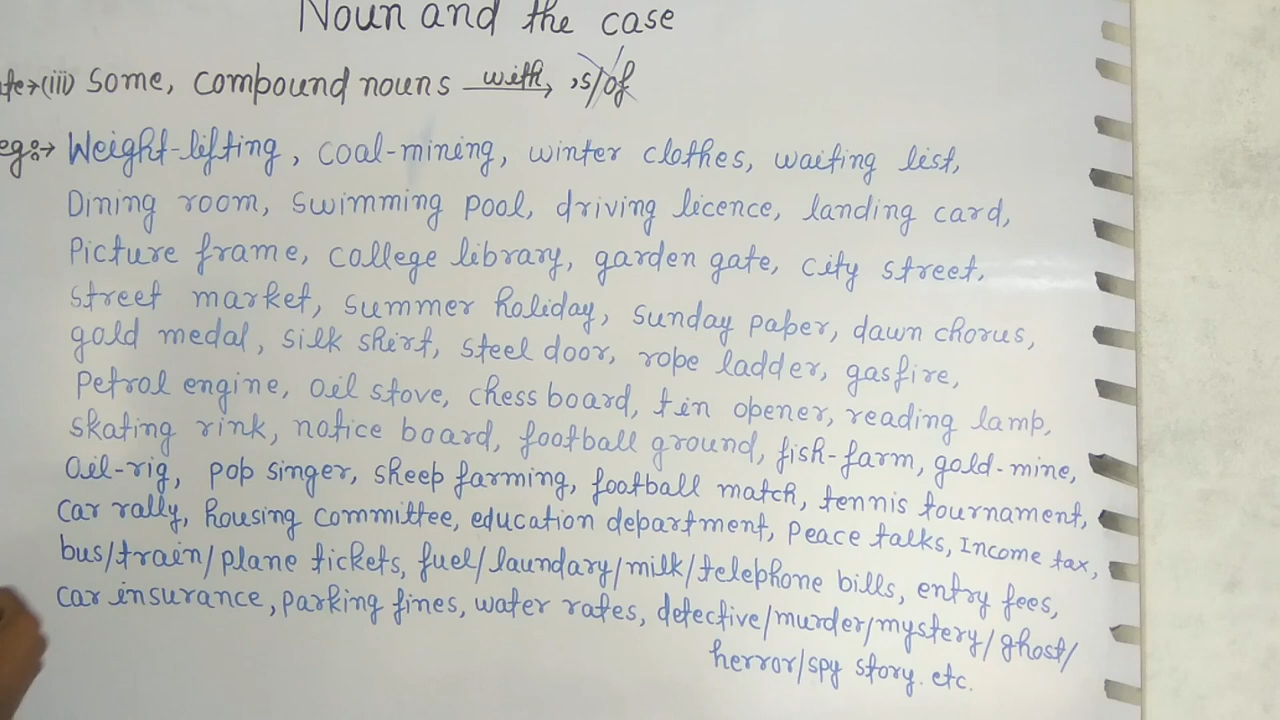 Noun and the case
te→(iii) Some, compound nouns with→ 's/of
eg:→ Weight-lifting, coal-mining, winter clothes, waiting list,
Dining room, swimming pool, driving licence, landing card,
Picture frame, college library, garden gate, city street,
street market, summer holiday, sunday paper, dawn chorus,
gold medal, silk shirt, steel door, rope ladder, gasfire,
Petrol engine, oil stove, chess board, tin opener, reading lamp,
skating rink, notice board, football ground, fish-farm, gold-mine,
oil-rig, pop singer, sheep farming, football match, tennis tournament,
car rally, housing committee, education department, peace talks, Income tax,
bus/train/plane tickets, fuel/laundary/milk/telephone bills, entry fees,
car insurance, parking fines, water rates, detective/murder/mystery/ghost/
herror/spy story. etc.